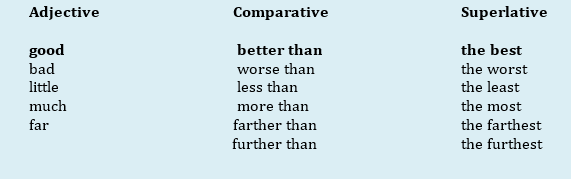 Adjective Comparative Superlative
good better than the best
bad worse than the worst
little less than the least
much more than the most
far farther than the farthest
further than the furthest